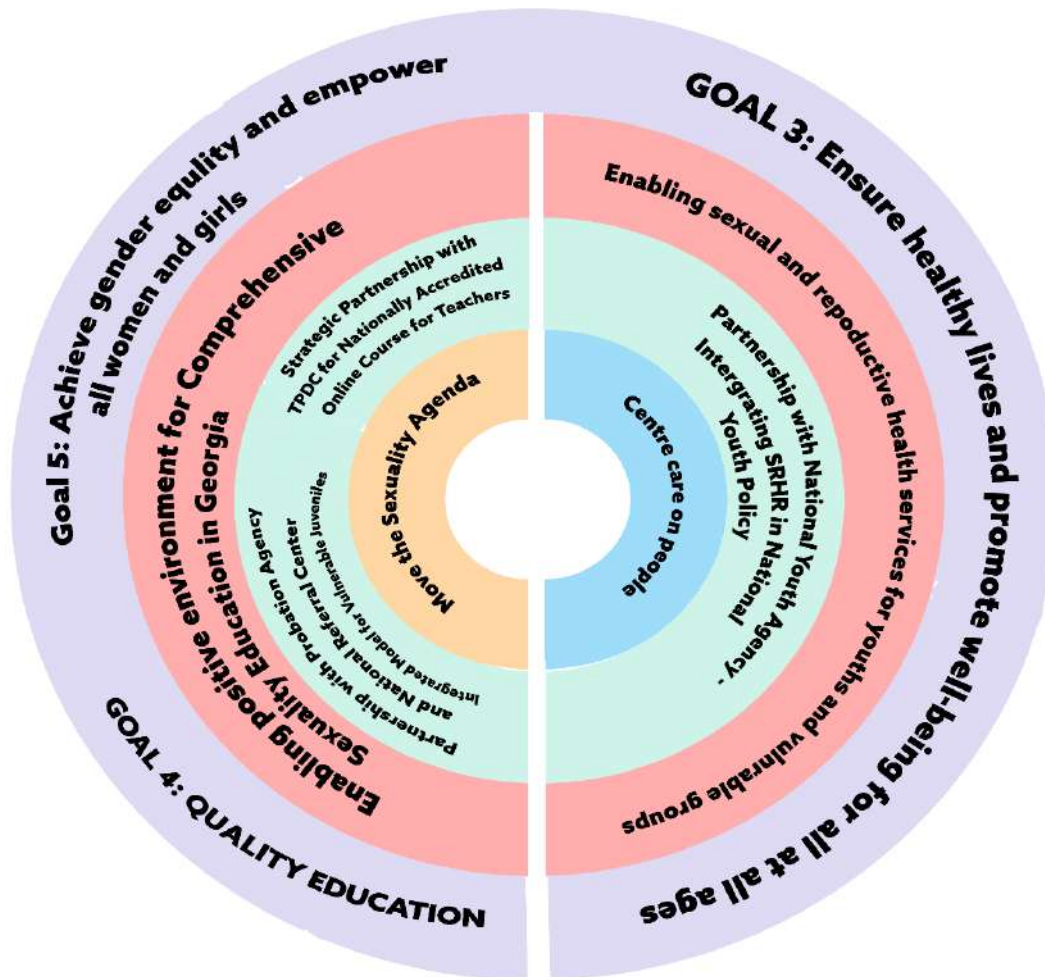 Goal 5: Achieve gender equlity and empower
all women and girls
GOAL 4: QUALITY EDUCATION
Enabling positive environment for Comprehensive
Sexuality Education in Georgia
Strategic Partnership with
TPDC for Nationally Accredited
Online Course for Teachers
Partnership with Probation Agency
and National Referral Center
Integrated Model for Vulnerable Juveniles
Move the Sexuality Agenda
GOAL 3: Ensure healthy lives and promote well-being for all at all ages
Enabling sexual and repoductive health services for youths and vulnrable groups
Partnership with National Youth Agency -
Intergrating SRHR in National
Youth Policy
Centre care on people